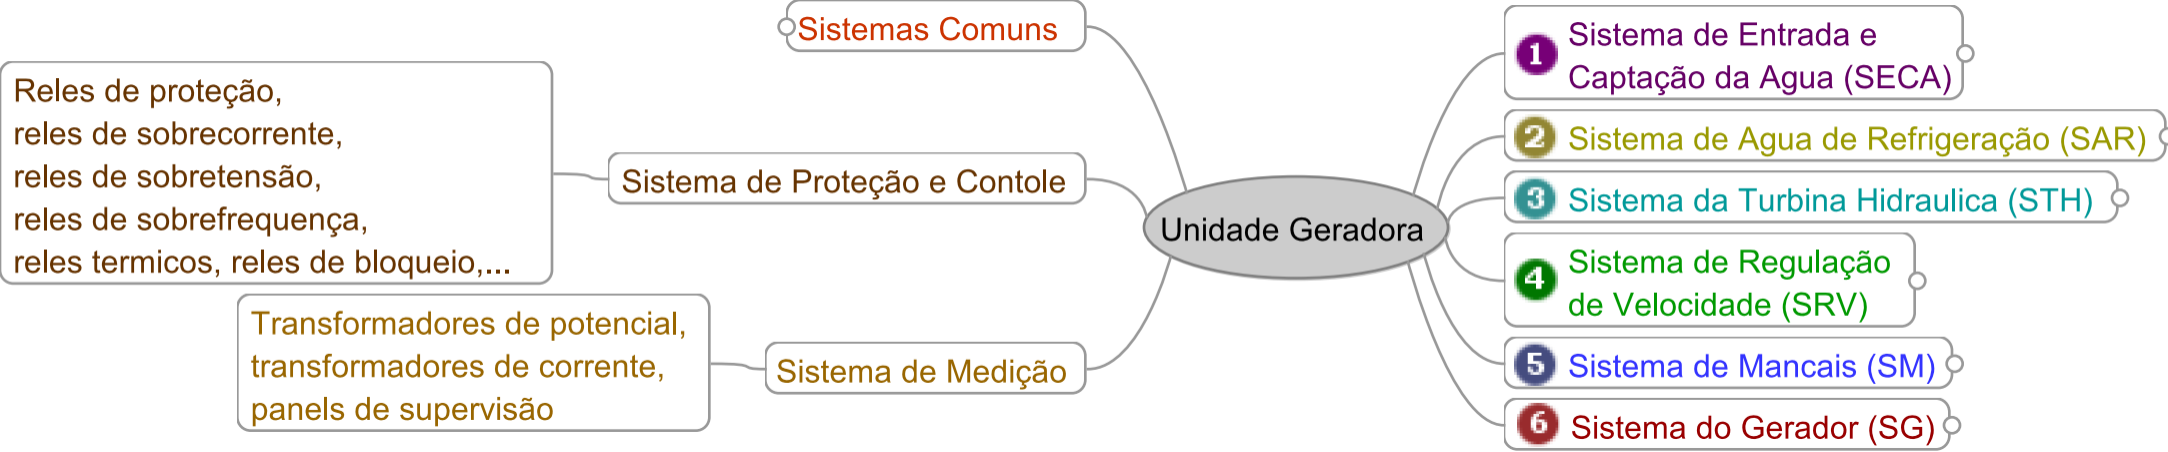 Sistemas Comuns
Reles de proteção,
reles de sobrecorrente,
reles de sobretensão,
reles de sobrefrequença,
reles termicos, reles de bloqueio,...
Sistema de Proteção e Contole
Transformadores de potencial,
transformadores de corrente,
panels de supervisão
Sistema de Medição
Unidade Geradora
1 Sistema de Entrada e
Captação da Agua (SECA)
2 Sistema de Agua de Refrigeração (SAR)
3 Sistema da Turbina Hidraulica (STH)
4 Sistema de Regulação
de Velocidade (SRV)
5 Sistema de Mancais (SM)
6 Sistema do Gerador (SG)